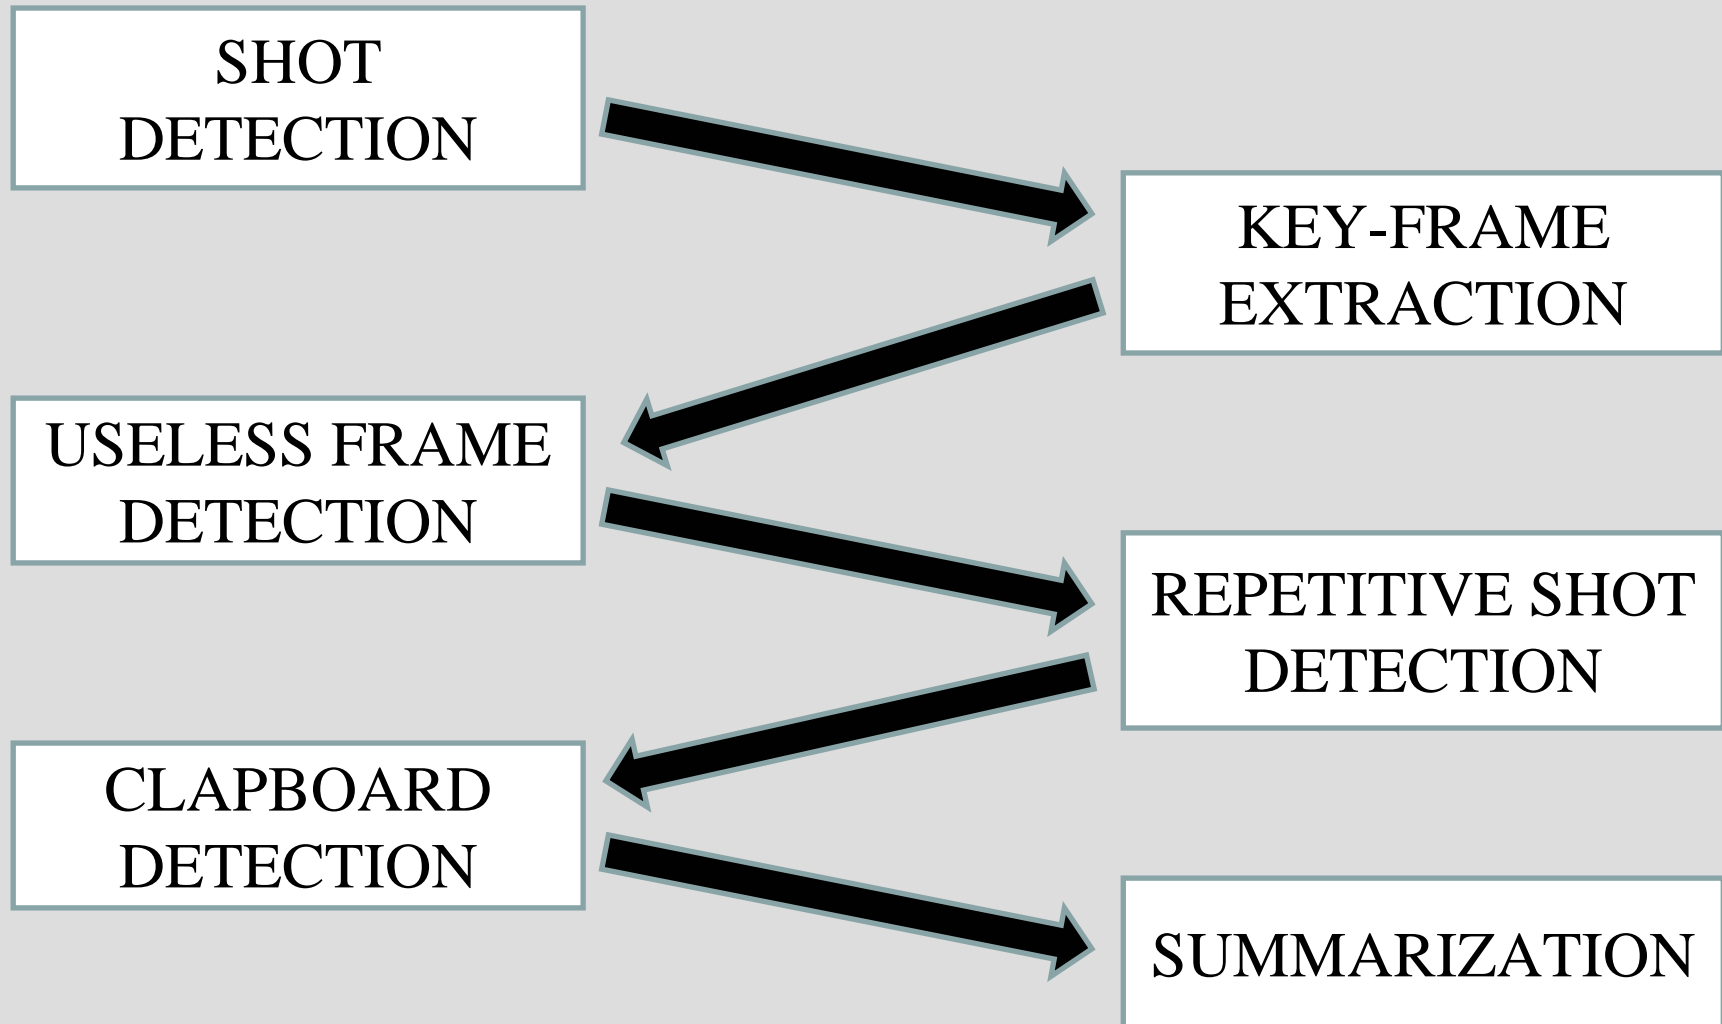 SHOT
DETECTION
KEY-FRAME
EXTRACTION
USELESS FRAME
DETECTION
REPETITIVE SHOT
DETECTION
CLAPBOARD
DETECTION
SUMMARIZATION